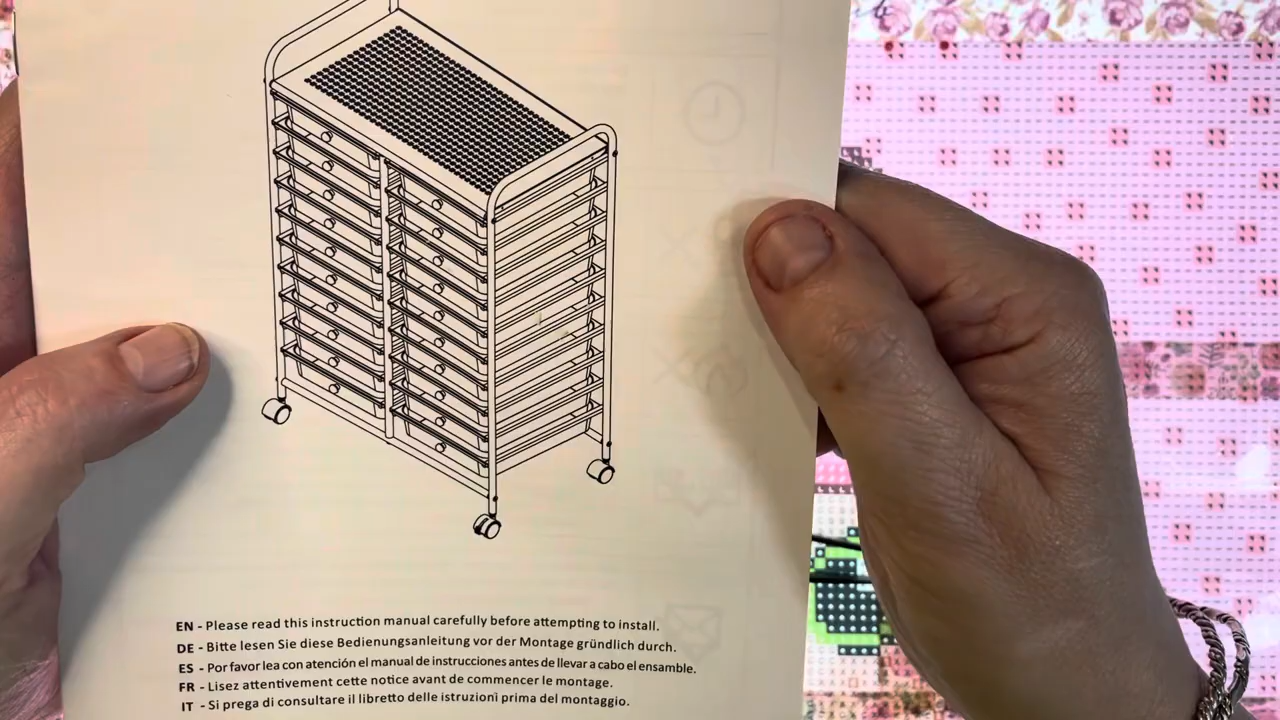 EN - Please read this instruction manual carefully before attempting to install.
DE - Bitte lesen Sie diese Bedienungsanleitung vor der Montage gründlich durch.
ES - Por favor lea con atención el manual de instrucciones antes de llevar a cabo el ensamble.
FR - Lisez attentivement cette notice avant de commencer le montage.
IT - Si prega di consultare il libretto delle istruzioni prima del montaggio.